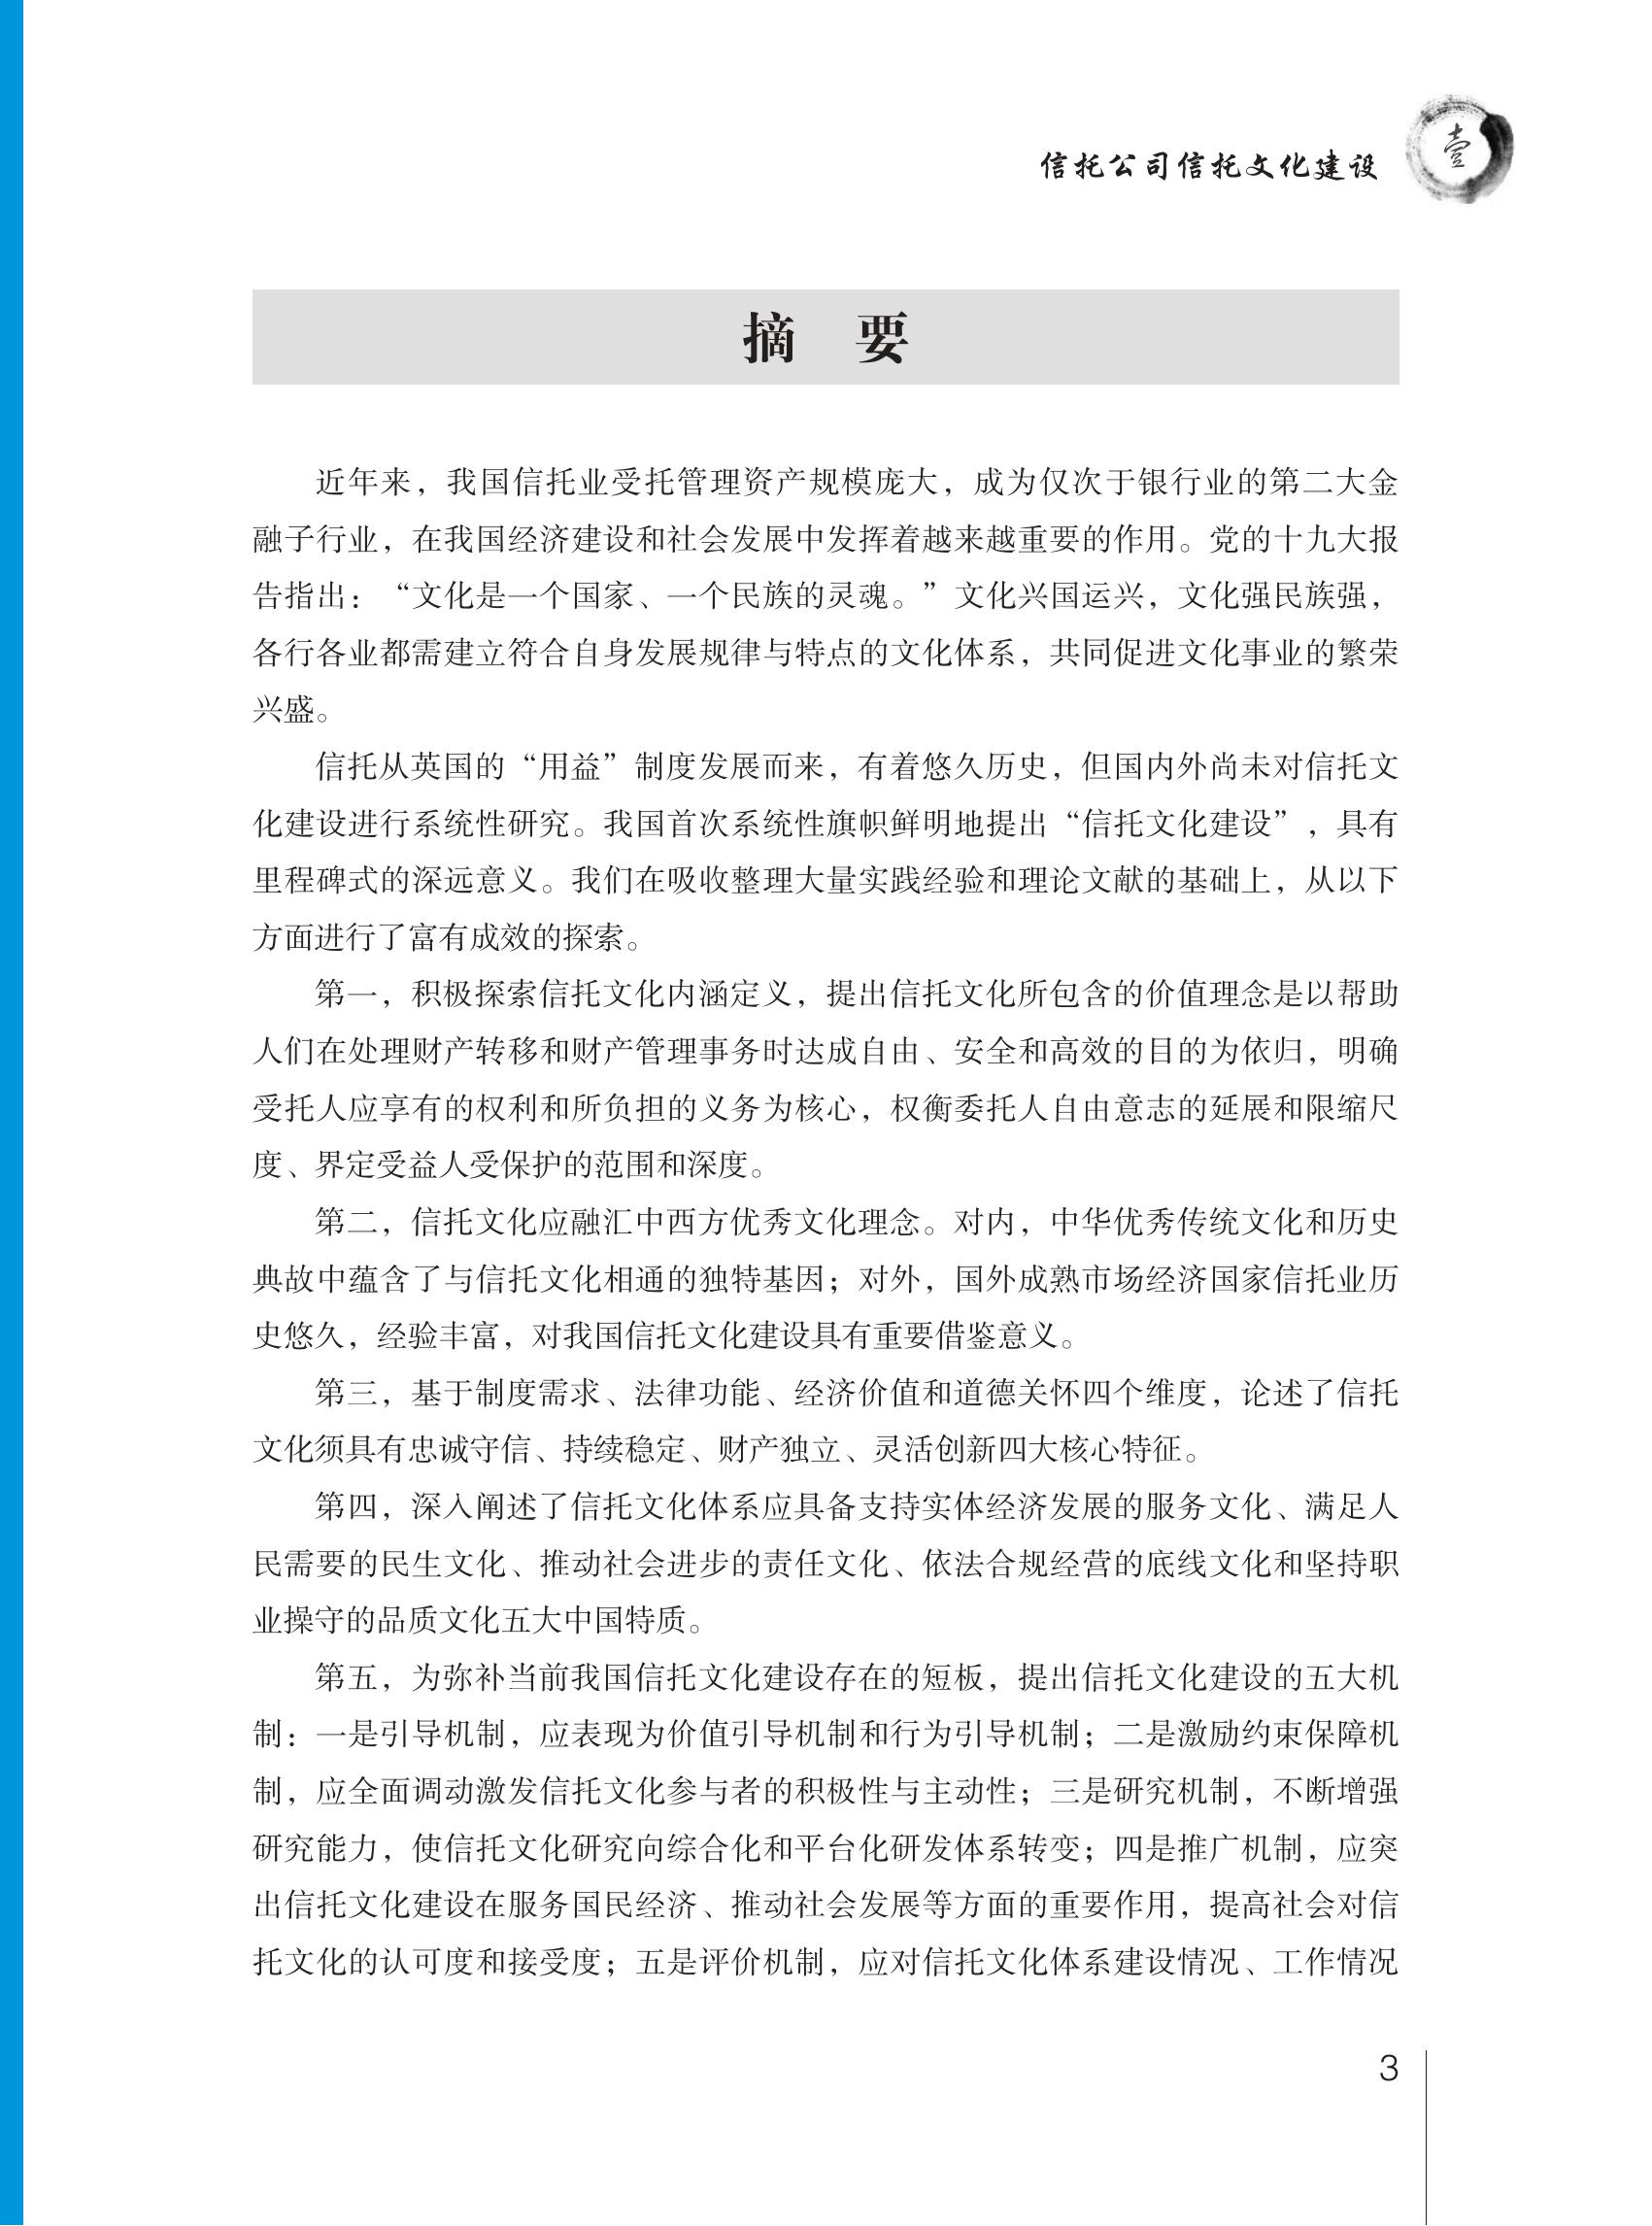 信托公司信托文化建设
壹
摘 要
近年来，我国信托业受托管理资产规模庞大，成为仅次于银行业的第二大金
融子行业，在我国经济建设和社会发展中发挥着越来越重要的作用。党的十九大报
告指出：“文化是一个国家、一个民族的灵魂。”文化兴国运兴，文化强民族强，
各行各业都需建立符合自身发展规律与特点的文化体系，共同促进文化事业的繁荣
兴盛。
信托从英国的“用益”制度发展而来，有着悠久历史，但国内外尚未对信托文
化建设进行系统性研究。我国首次系统性旗帜鲜明地提出“信托文化建设”，具有
里程碑式的深远意义。我们在吸收整理大量实践经验和理论文献的基础上，从以下
方面进行了富有成效的探索。
第一，积极探索信托文化内涵定义，提出信托文化所包含的价值理念是以帮助
人们在处理财产转移和财产管理事务时达成自由、安全和高效的目的为依归，明确
受托人应享有的权利和所负担的义务为核心，权衡委托人自由意志的延展和限缩尺
度、界定受益人受保护的范围和深度。
第二，信托文化应融汇中西方优秀文化理念。对内，中华优秀传统文化和历史
典故中蕴含了与信托文化相通的独特基因；对外，国外成熟市场经济国家信托业历
史悠久，经验丰富，对我国信托文化建设具有重要借鉴意义。
第三，基于制度需求、法律功能、经济价值和道德关怀四个维度，论述了信托
文化须具有忠诚守信、持续稳定、财产独立、灵活创新四大核心特征。
第四，深入阐述了信托文化体系应具备支持实体经济发展的服务文化、满足人
民需要的民生文化、推动社会进步的责任文化、依法合规经营的底线文化和坚持职
业操守的品质文化五大中国特质。
第五，为弥补当前我国信托文化建设存在的短板，提出信托文化建设的五大机
制：一是引导机制，应表现为价值引导机制和行为引导机制；二是激励约束保障机
制，应全面调动激发信托文化参与者的积极性与主动性；三是研究机制，不断增强
研究能力，使信托文化研究向综合化和平台化研发体系转变；四是推广机制，应突
出信托文化建设在服务国民经济、推动社会发展等方面的重要作用，提高社会对信
托文化的认可度和接受度；五是评价机制，应对信托文化体系建设情况、工作情况
3